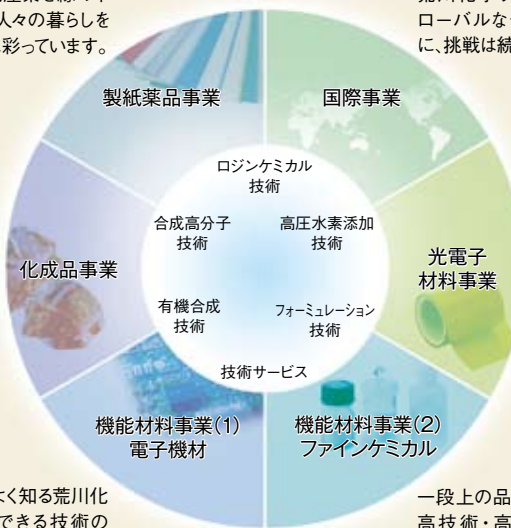 人々の暮らしを
彩っています。
ローバルな
に、挑戦は続
製紙薬品事業
国際事業
ロジンケミカル
技術
合成高分子
技術
高圧水素添加
技術
化成品事業
光電子
材料事業
有機合成
技術
フォーミュレーション
技術
技術サービス
機能材料事業(1)
電子機材
機能材料事業(2)
ファインケミカル
く知る荒川化
できる技術の
一段上の品
高技術・高